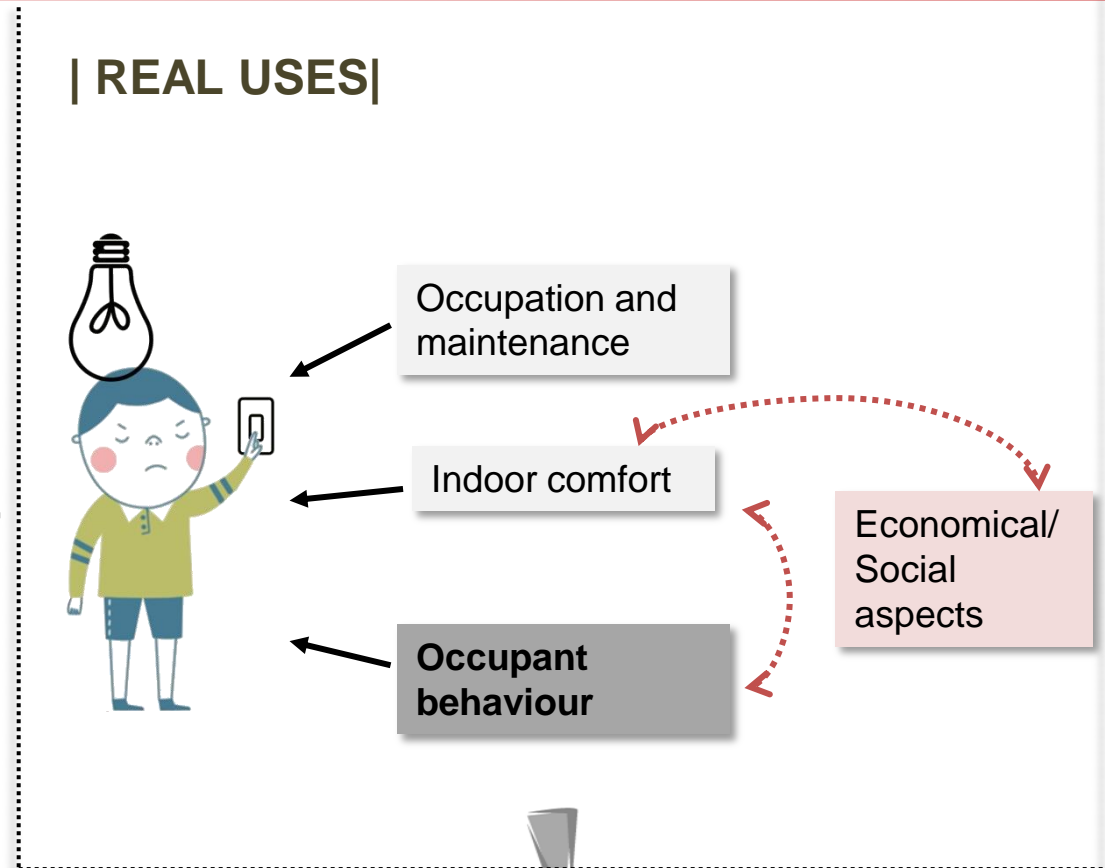 | REAL USES|
Occupation and
maintenance
Indoor comfort
Economical/
Social
aspects
Occupant
behaviour